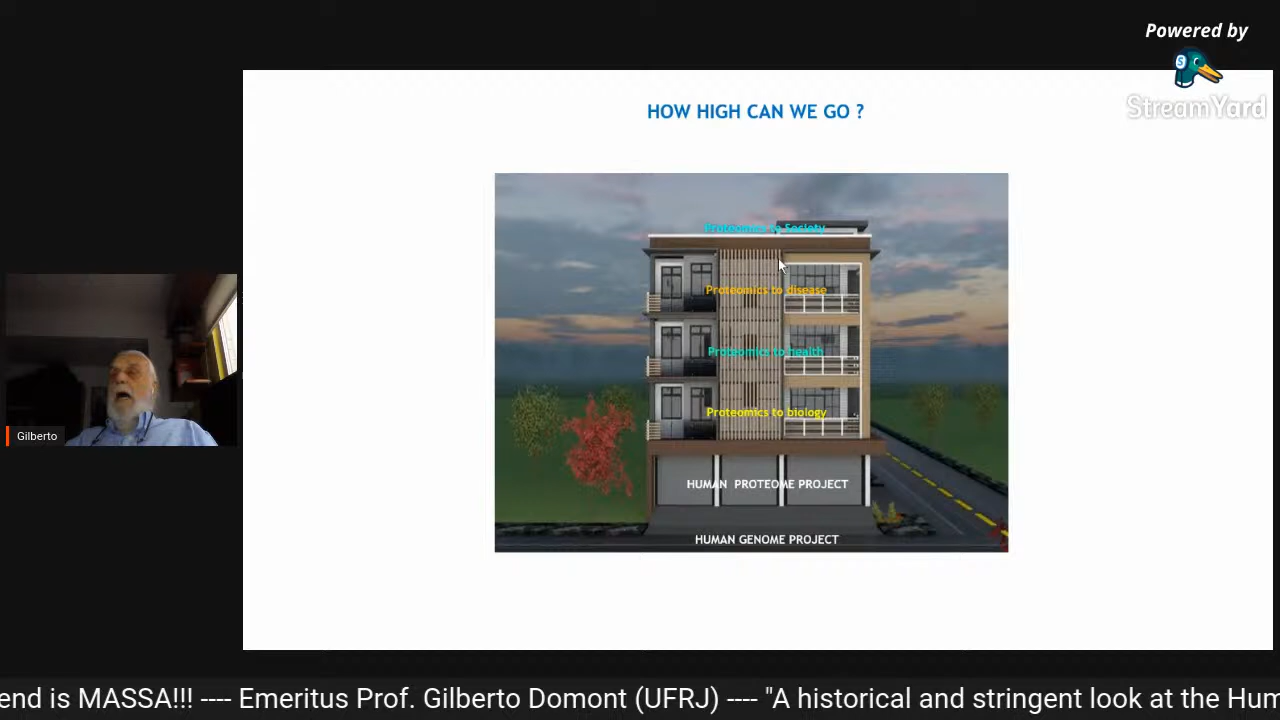 Powered by
StreamYard
HOW HIGH CAN WE GO ?
Proteomics to Society
Proteomics to disease
Proteomics to health
Proteomics to biology
HUMAN PROTEOME PROJECT
HUMAN GENOME PROJECT
Gilberto
end is MASSA!!! ---- Emeritus Prof. Gilberto Domont (UFRJ) ---- "A historical and stringent look at the Hum